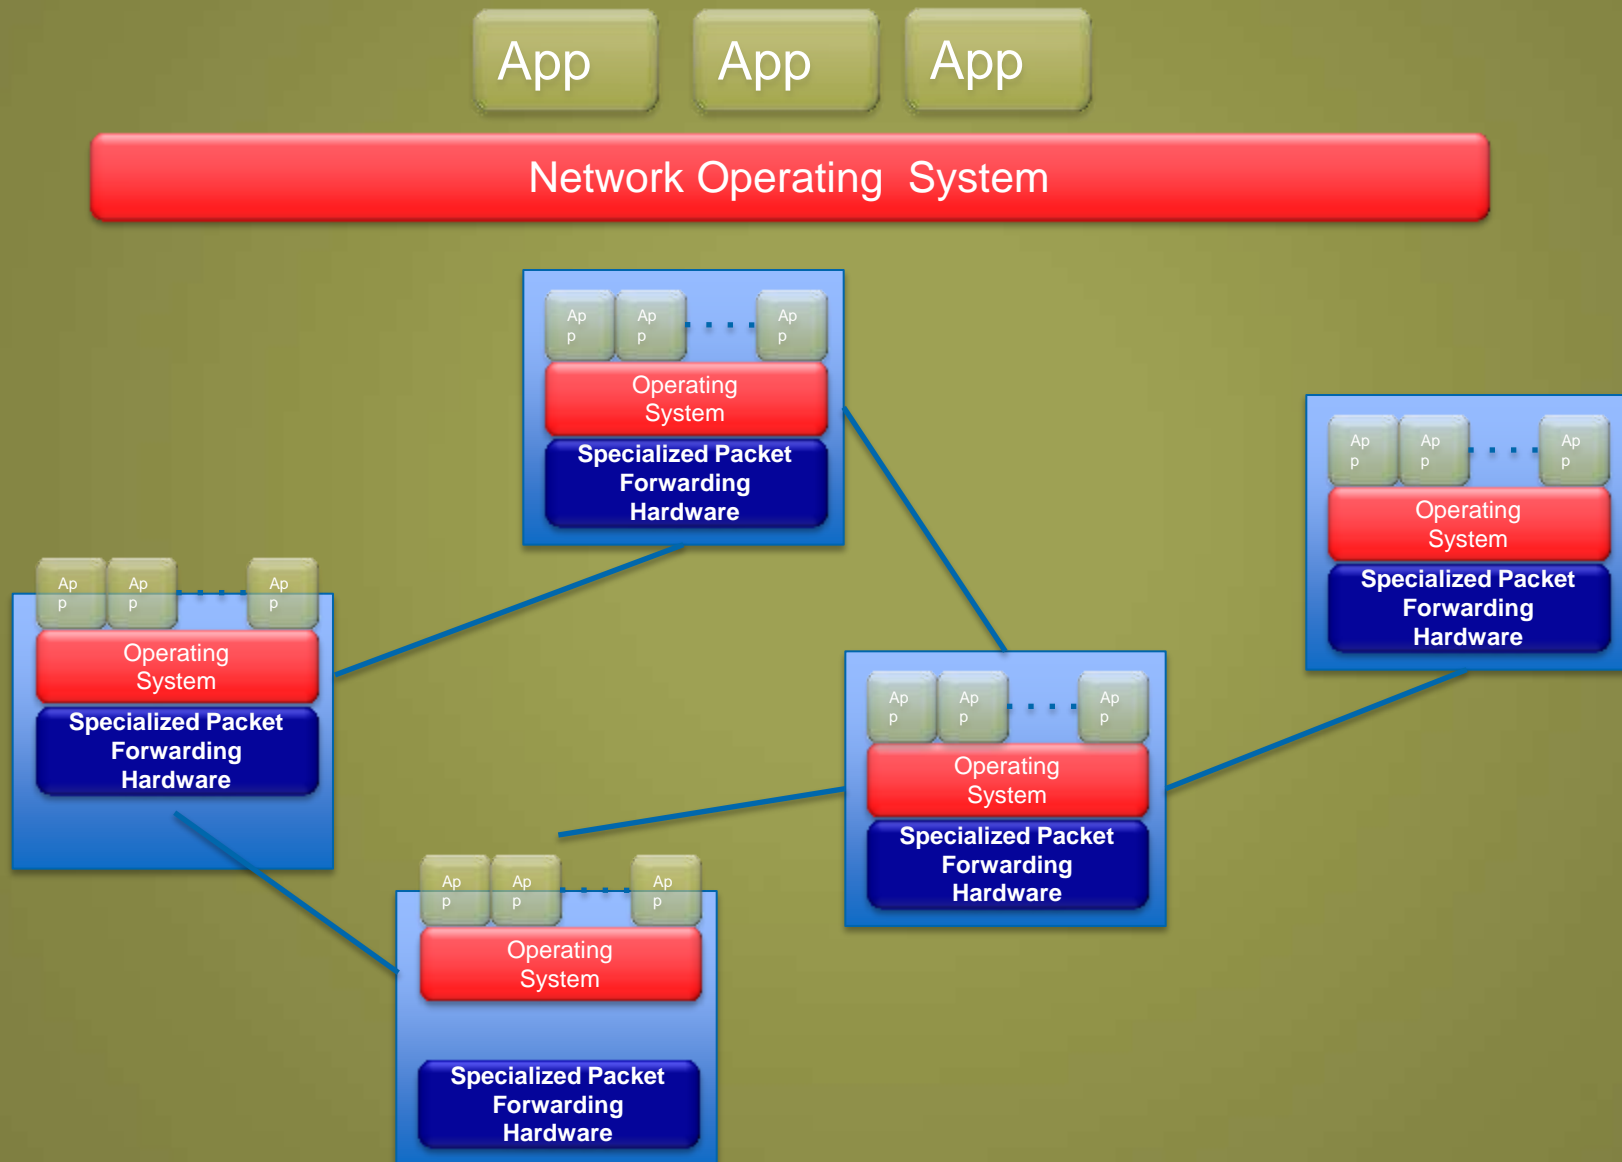 App App App
Network Operating  System
Ap Ap Ap
p p p
Operating
System
Specialized Packet
Forwarding
Hardware
Ap Ap Ap
p p p
Operating
System
Specialized Packet
Forwarding
Hardware
Ap Ap Ap
p p p
Operating
System
Specialized Packet
Forwarding
Hardware
Ap Ap Ap
p p p
Operating
System
Specialized Packet
Forwarding
Hardware
Ap Ap Ap
p p p
Operating
System
Specialized Packet
Forwarding
Hardware